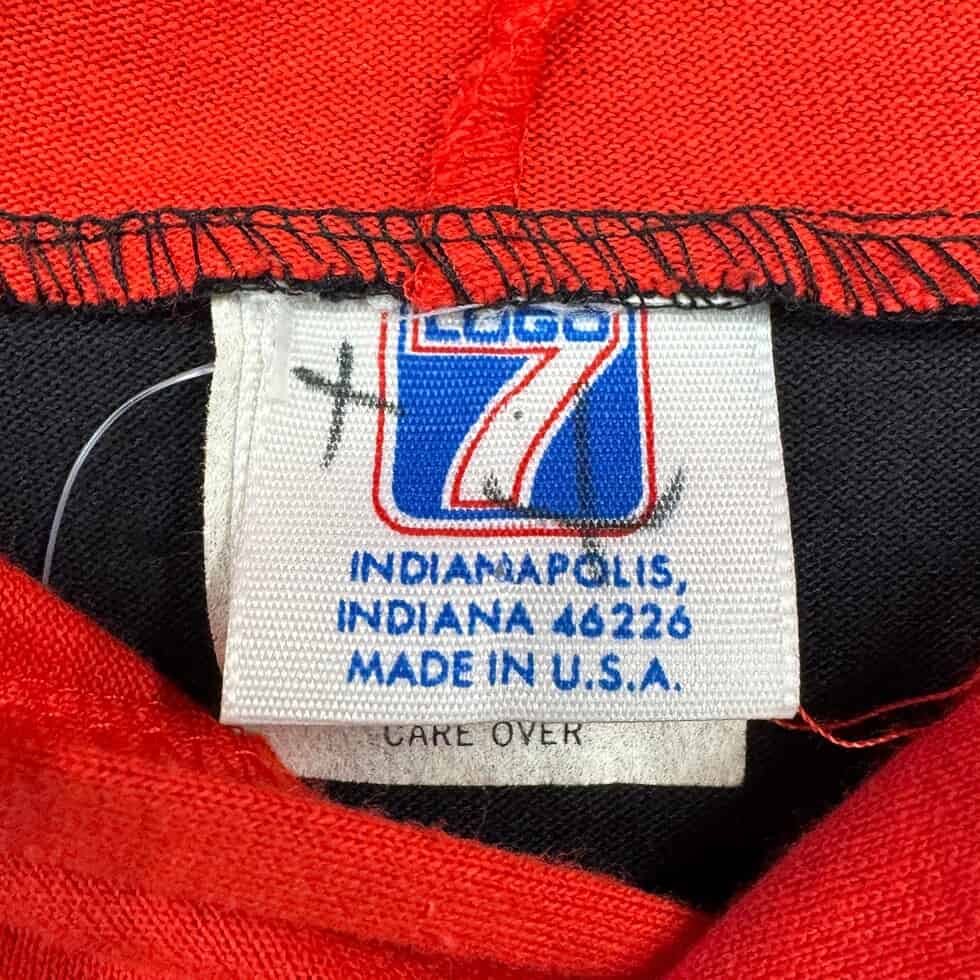 LOGO
7
INDIANAPOLIS,
INDIANA 46226
MADE IN U.S.A.
CARE OVER